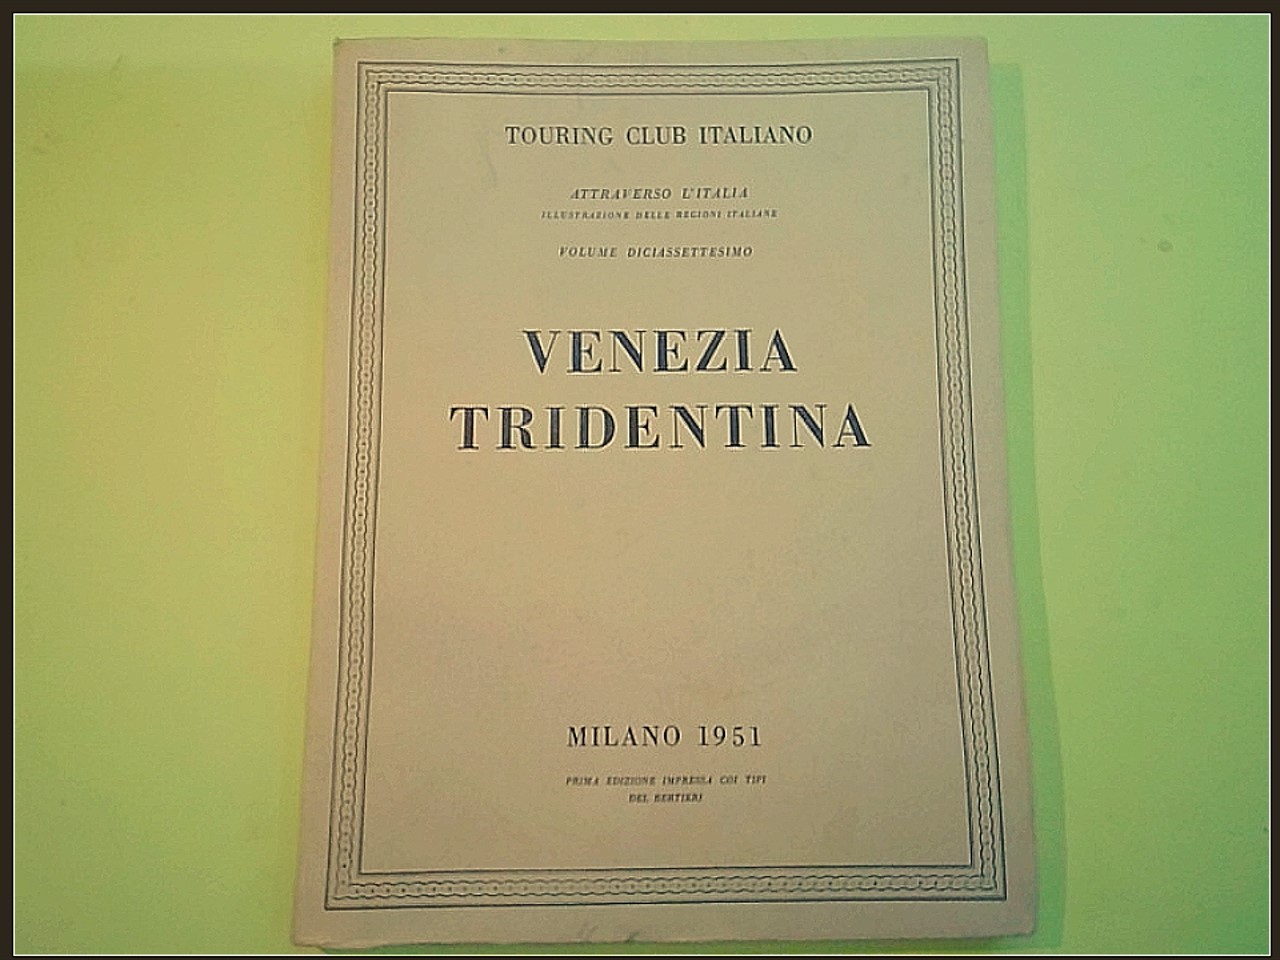 TOURING CLUB ITALIANO
ATTRAVERSO L'ITALIA
ILLUSTRAZIONE DELLE REGIONI ITALIANE
VOLUME DICIASSETTESIMO
VENEZIA
TRIDENTINA
MILANO 1951
PRIMA EDIZIONE IMPRESSA COI TIPI
DEL BERTIERI